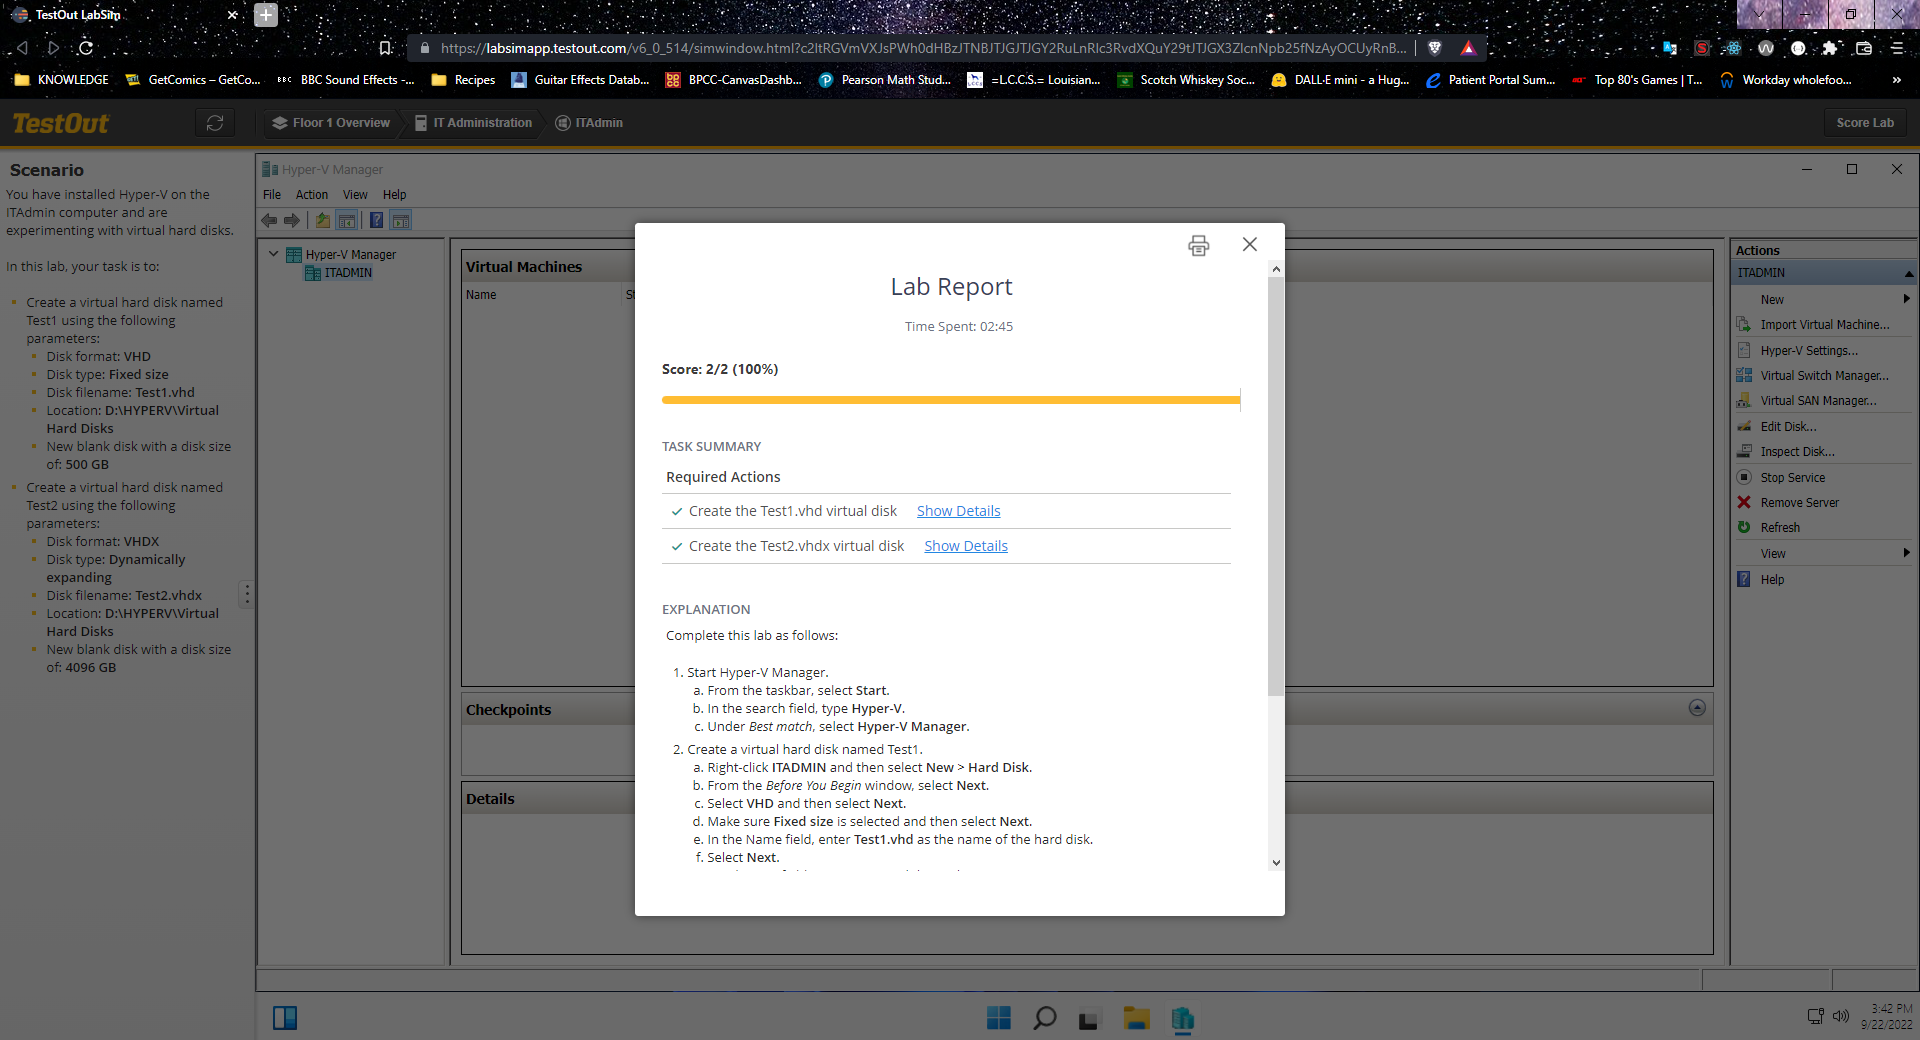 TestOut LabSim
https://labsimapp.testout.com/v6_0_514/simwindow.html?c2ltRGVmVXJsPWh0dHBzJTNBJTJGJTJGY2RuLnRlc3RvdXQuY29tJTJGX3ZlcnNpb25fNzAyOCUyRnB...
KNOWLEDGE
GetComics – GetCo...
BBC
BBC Sound Effects -...
Recipes
Guitar Effects Datab...
BPCC-CanvasDashb...
Pearson Math Stud...
=L.C.C.S.= Louisian...
Scotch Whiskey Soc...
DALL·E mini - a Hug...
Patient Portal Sum...
Top 80's Games | T...
Workday wholefoo...
»
TestOut
Floor 1 Overview
IT Administration
ITAdmin
Score Lab
Scenario
You have installed Hyper-V on the
ITAdmin computer and are
experimenting with virtual hard disks.
In this lab, your task is to:
Create a virtual hard disk named
Test1 using the following
parameters:
Disk format: VHD
Disk type: Fixed size
Disk filename: Test1.vhd
Location: D:\HYPERV\Virtual
Hard Disks
New blank disk with a disk size
of: 500 GB
Create a virtual hard disk named
Test2 using the following
parameters:
Disk format: VHDX
Disk type: Dynamically
expanding
Disk filename: Test2.vhdx
Location: D:\HYPERV\Virtual
Hard Disks
New blank disk with a disk size
of: 4096 GB
Hyper-V Manager
File Action View Help
Hyper-V Manager
ITADMIN
Virtual Machines
Name
St
Checkpoints
Details
Lab Report
Time Spent: 02:45
Score: 2/2 (100%)
TASK SUMMARY
Required Actions
Create the Test1.vhd virtual disk Show Details
Create the Test2.vhdx virtual disk Show Details
EXPLANATION
Complete this lab as follows:
1. Start Hyper-V Manager.
a. From the taskbar, select Start.
b. In the search field, type Hyper-V.
c. Under Best match, select Hyper-V Manager.
2. Create a virtual hard disk named Test1.
a. Right-click ITADMIN and then select New > Hard Disk.
b. From the Before You Begin window, select Next.
c. Select VHD and then select Next.
d. Make sure Fixed size is selected and then select Next.
e. In the Name field, enter Test1.vhd as the name of the hard disk.
f. Select Next.
Actions
ITADMIN
New
Import Virtual Machine...
Hyper-V Settings...
Virtual Switch Manager...
Virtual SAN Manager...
Edit Disk...
Inspect Disk...
Stop Service
Remove Server
Refresh
View
Help
3:42 PM
9/22/2022